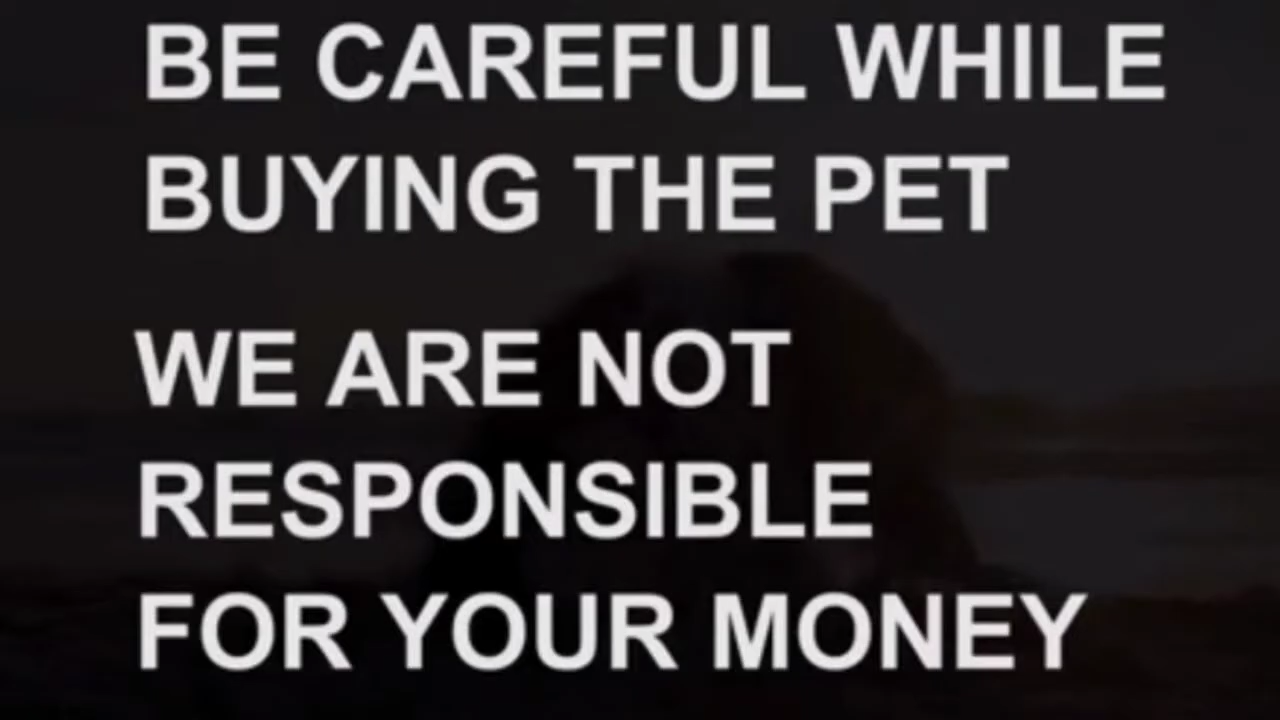 BE CAREFUL WHILE
BUYING THE PET
WE ARE NOT
RESPONSIBLE
FOR YOUR MONEY